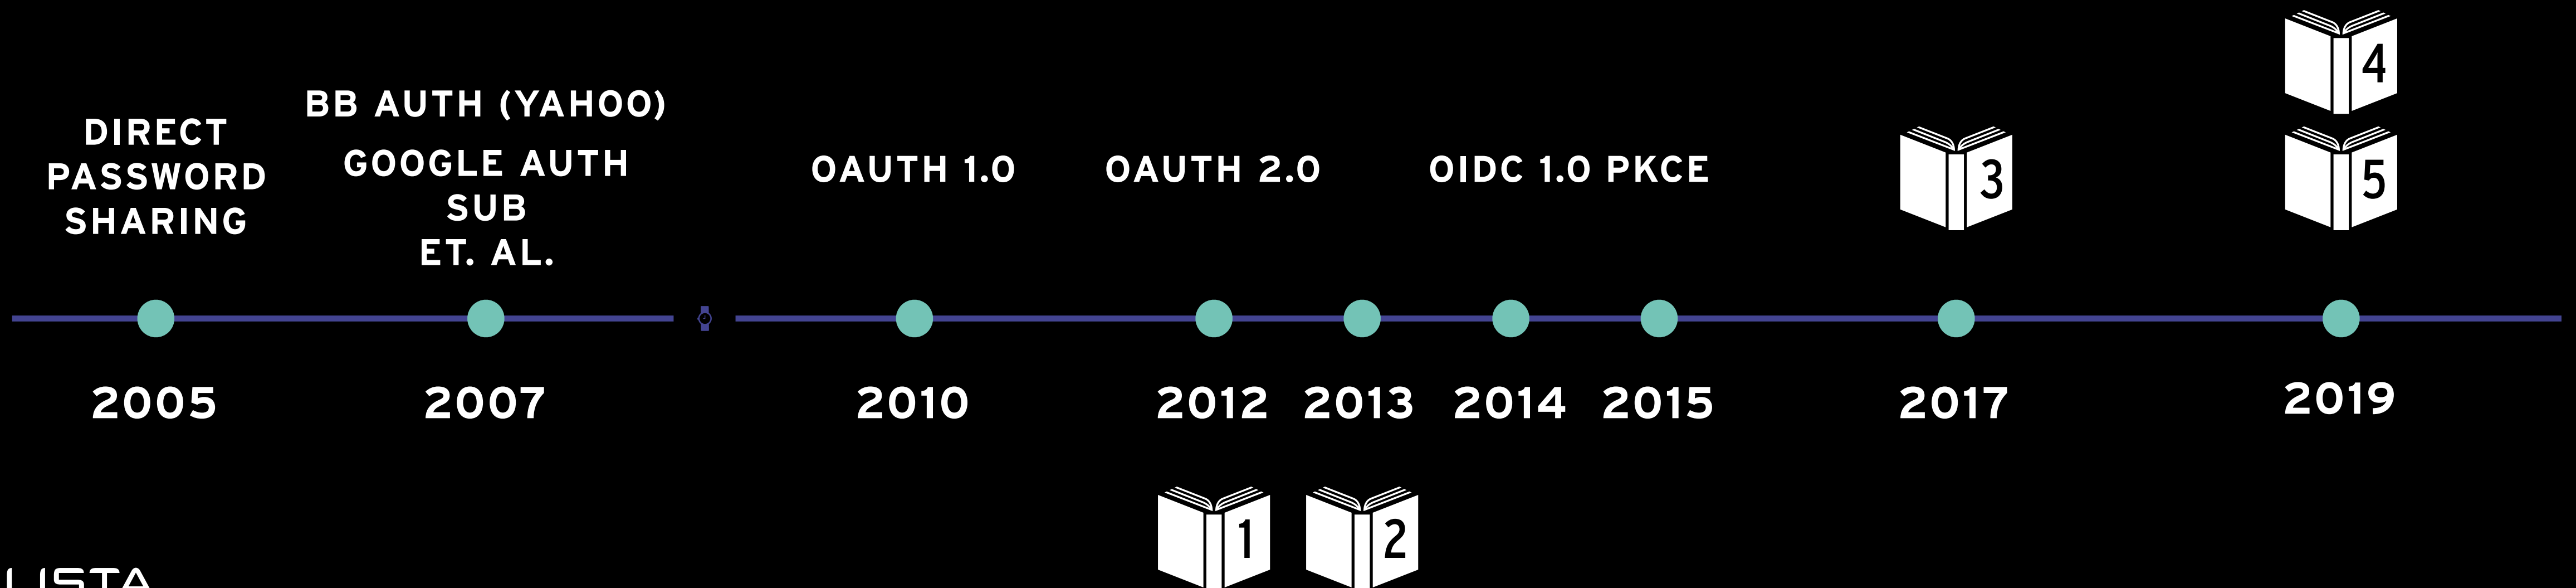 DIRECT
PASSWORD
SHARING
BB AUTH (YAHOO)
GOOGLE AUTH
SUB
ET. AL.
OAUTH 1.0
OAUTH 2.0
OIDC 1.0 PKCE
3
4
5
2005
2007
2010
2012
2013
2014
2015
2017
2019
1
2